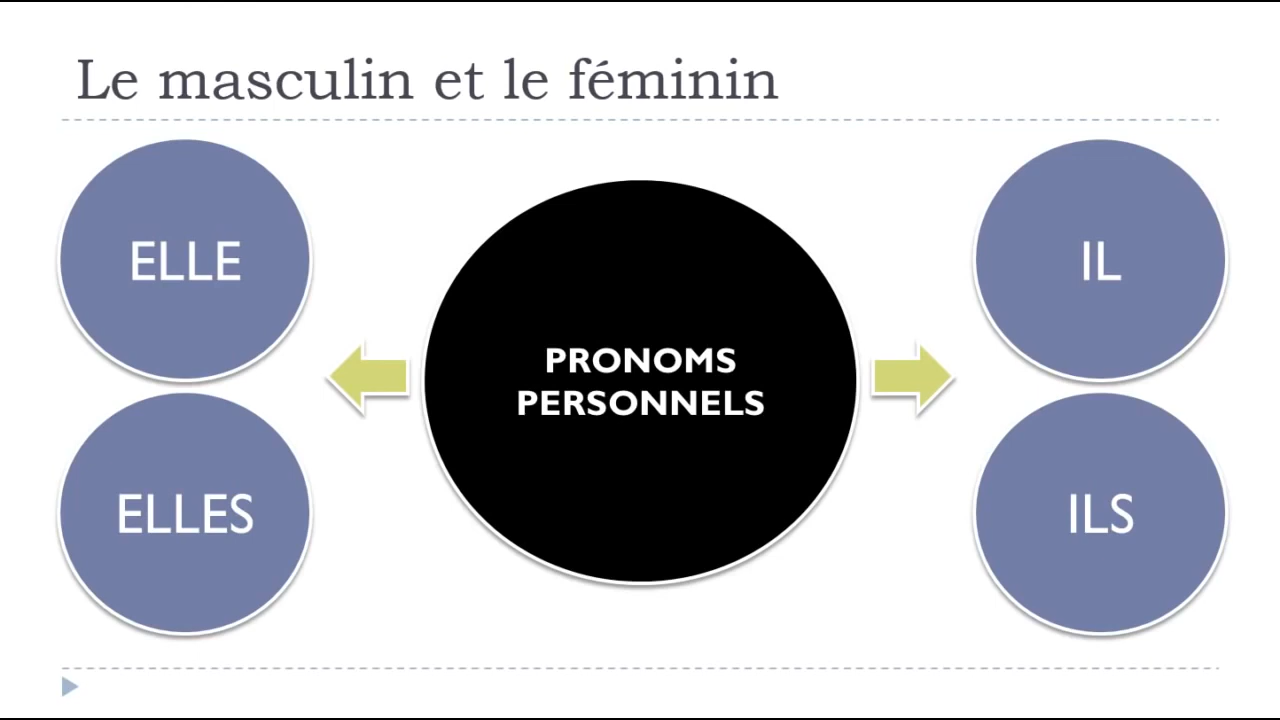 Le masculin et le féminin
ELLE
ELLES
PRONOMS
PERSONNELS
IL
ILS